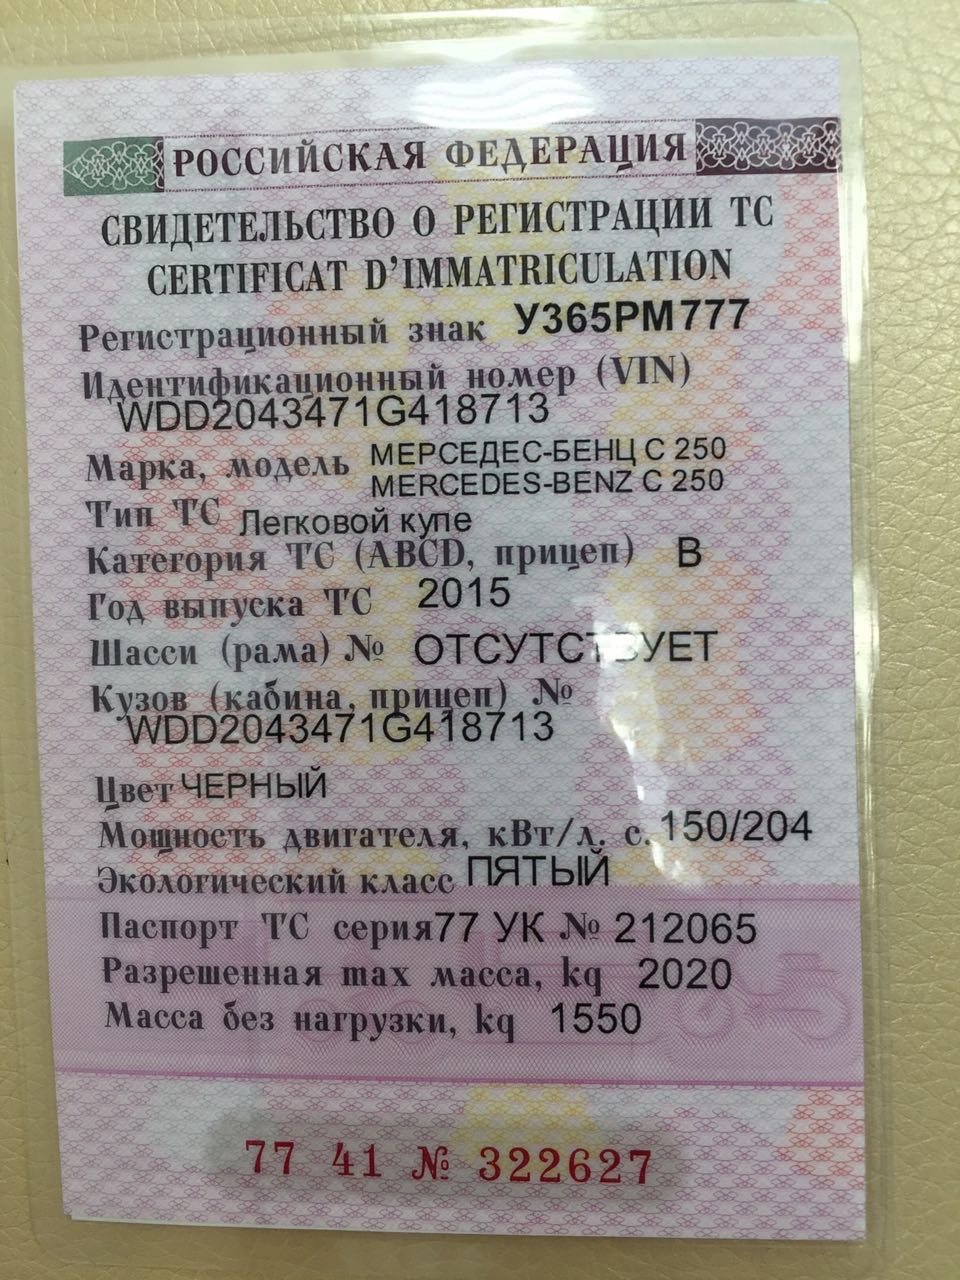 РОССИЙСКАЯ ФЕДЕРАЦИЯ
СВИДЕТЕЛЬСТВО О РЕГИСТРАЦИИ ТС
CERTIFICAT D'IMMATRICULATION
Регистрационный знак У365РМ777
Идентификационный номер (VIN)
WDD2043471G418713
Марка, модель МЕРСЕДЕС-БЕНЦ С 250
MERCEDES-BENZ C 250
Тип ТС Легковой купе
Категория ТС (ABCD, прицеп) В
Год выпуска ТС 2015
Шасси (рама) № ОТСУТСТВУЕТ
Кузов (кабина, прицеп) №
WDD2043471G418713
Цвет ЧЕРНЫЙ
Мощность двигателя, кВт/л. с. 150/204
Экологический класс ПЯТЫЙ
Паспорт ТС серия 77 УК № 212065
Разрешенная max масса, kq 2020
Масса без нагрузки, kq 1550
77 41 № 322627